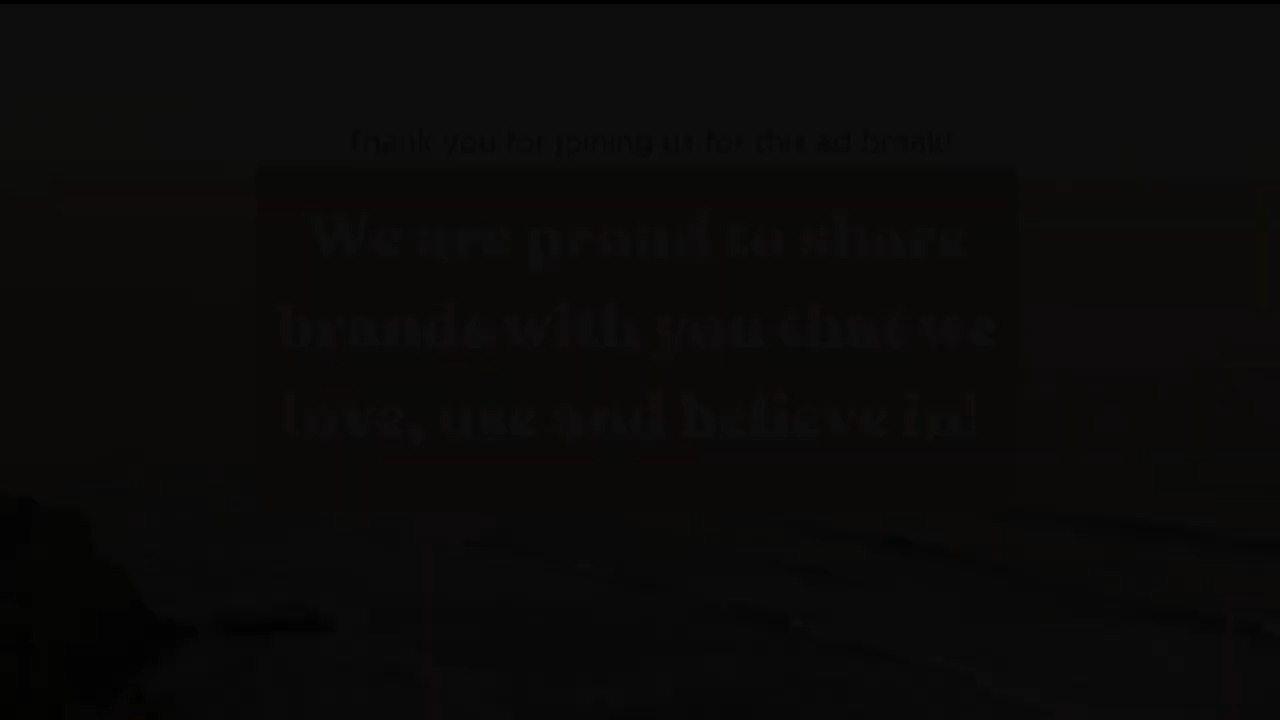 Thank you for joining us for this ad break!
We are proud to share
brands with you that we
love, use and believe in!